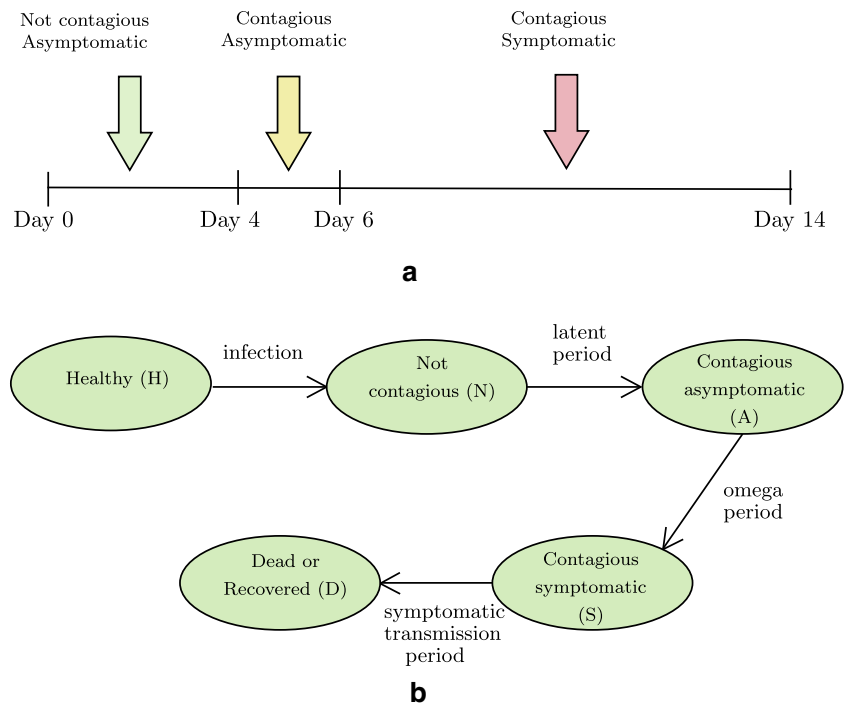 Not contagious
Asymptomatic
Contagious
Asymptomatic
Contagious
Symptomatic
Day 0
Day 4
Day 6
Day 14
a
Healthy (H)
infection
Not
contagious (N)
latent
period
Contagious
asymptomatic
(A)
omega
period
Contagious
symptomatic
(S)
symptomatic
transmission
period
Dead or
Recovered (D)
b